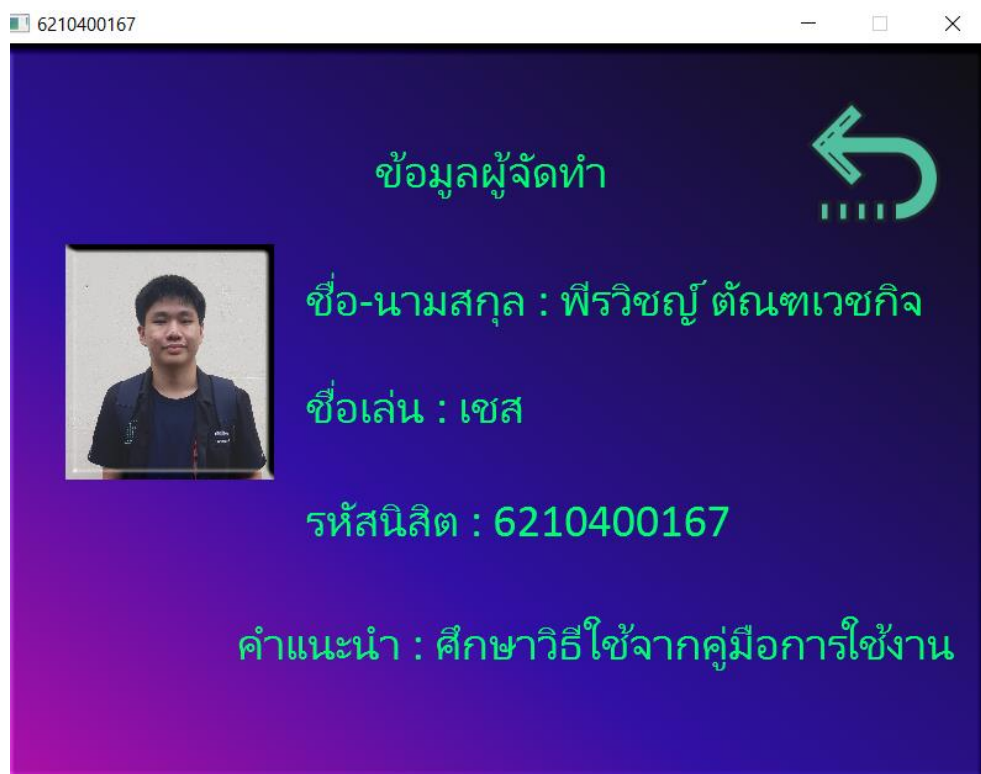 6210400167
ข้อมูลผู้จัดทำ
ชื่อ-นามสกุล : พีรวิชญ์ ตัณฑเวชกิจ
ชื่อเล่น : เชส
รหัสนิสิต : 6210400167
คำแนะนำ : ศึกษาวิธีใช้จากคู่มือการใช้งาน